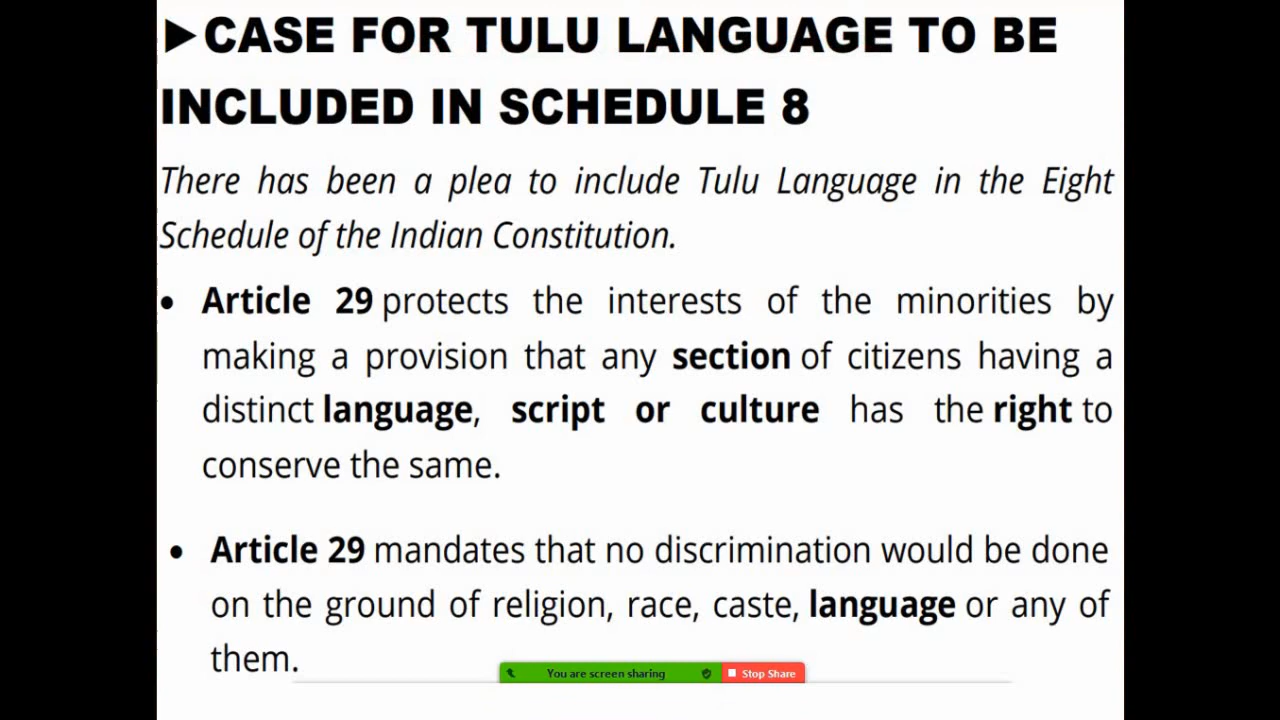 ►CASE FOR TULU LANGUAGE TO BE
INCLUDED IN SCHEDULE 8
There has been a plea to include Tulu Language in the Eight
Schedule of the Indian Constitution.
• Article 29 protects the interests of the minorities by
making a provision that any section of citizens having a
distinct language, script or culture has the right to
conserve the same.
• Article 29 mandates that no discrimination would be done
on the ground of religion, race, caste, language or any of
them.
You are screen sharing Stop Share